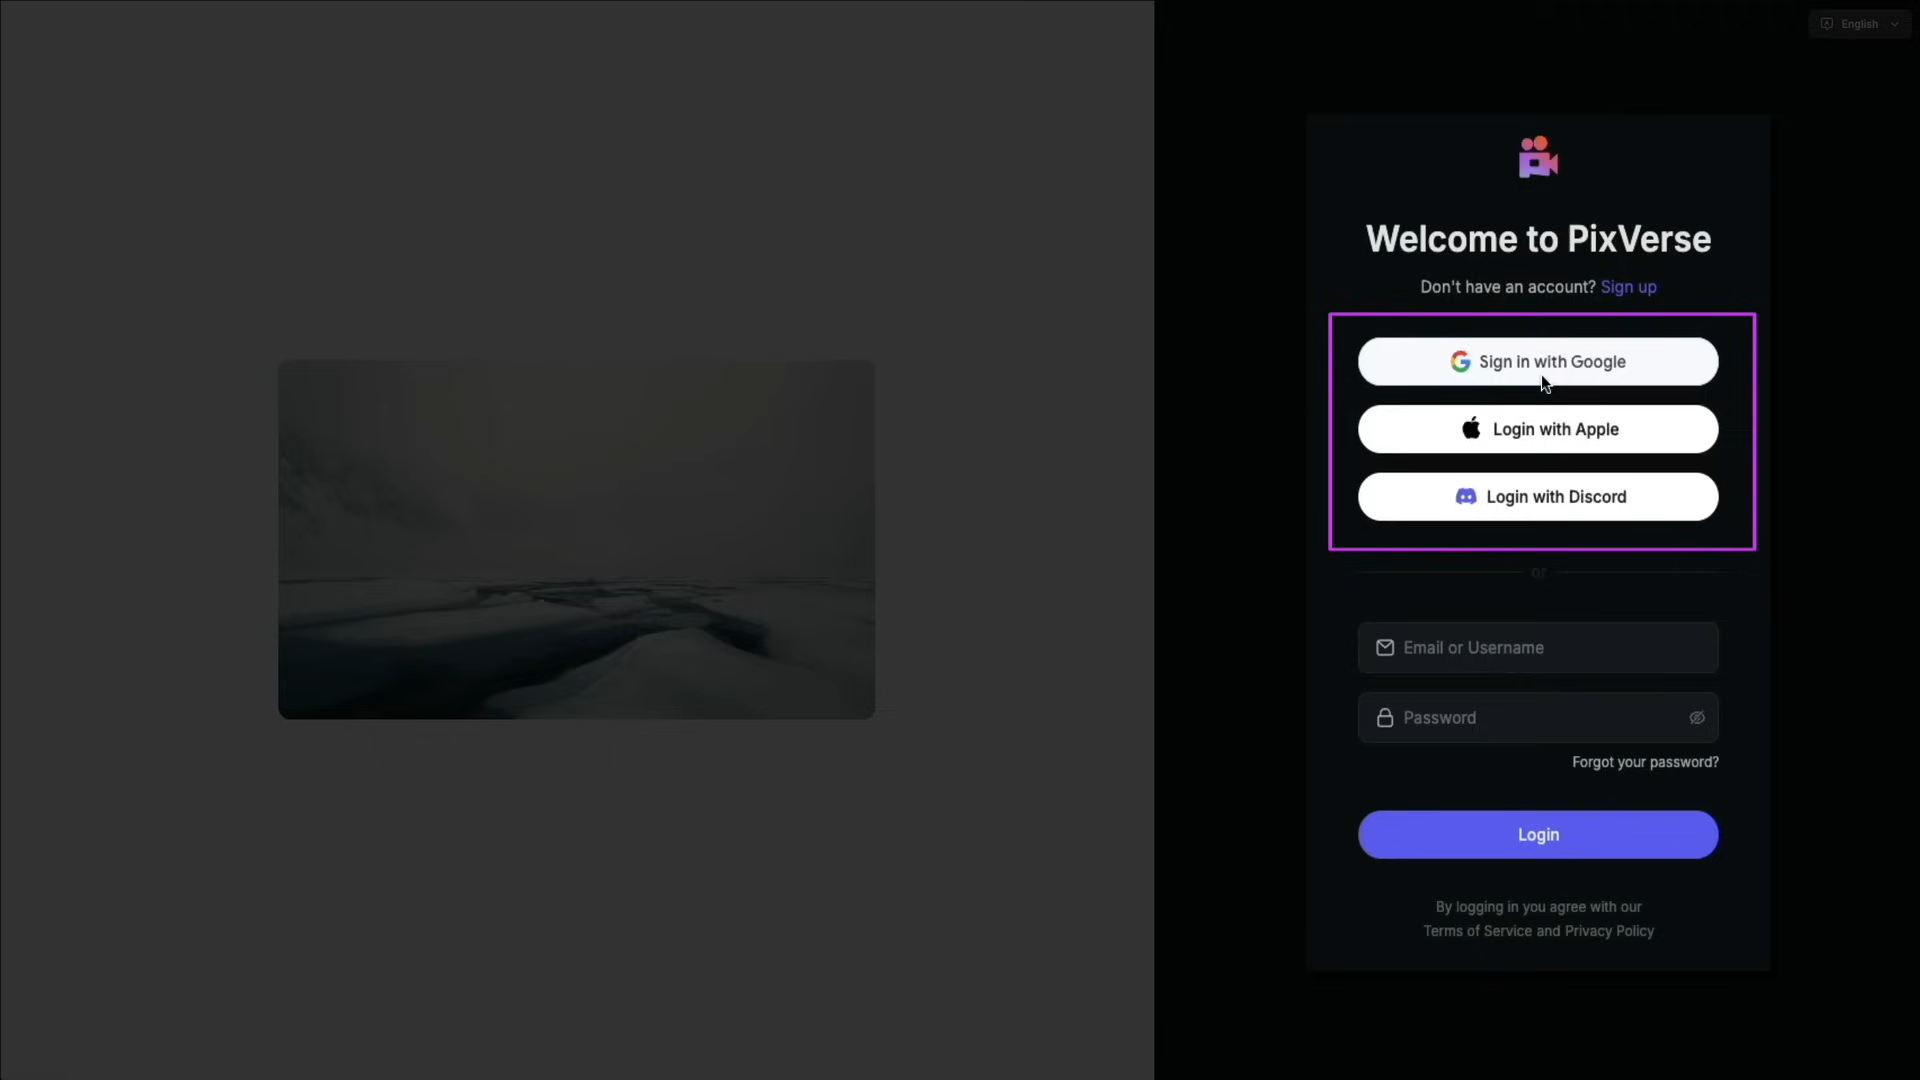 English
Welcome to PixVerse
Don't have an account? Sign up
Sign in with Google
Login with Apple
Login with Discord
or
Email or Username
Password
Forgot your password?
Login
By logging in you agree with our
Terms of Service and Privacy Policy